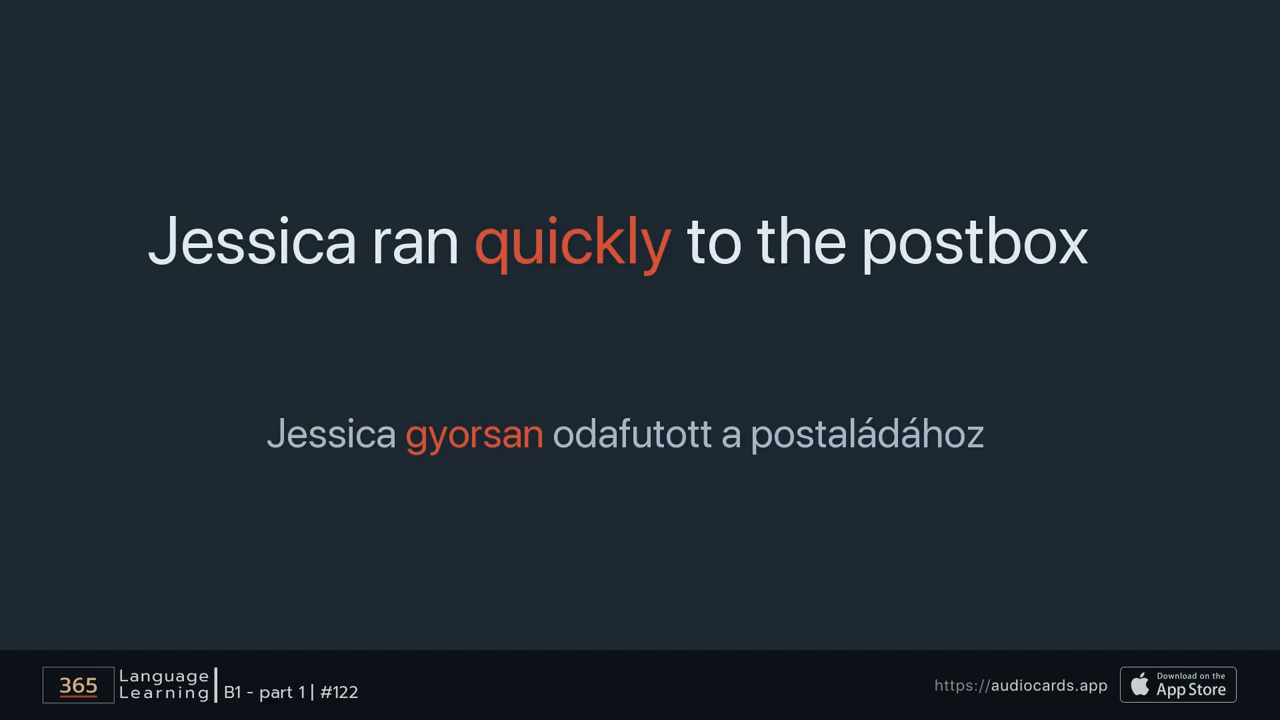 Jessica ran quickly to the postbox
Jessica gyorsan odafutott a postaládához
365
Language
Learning
B1 - part 1 | #122
https://audiocards.app
Download on the
App Store